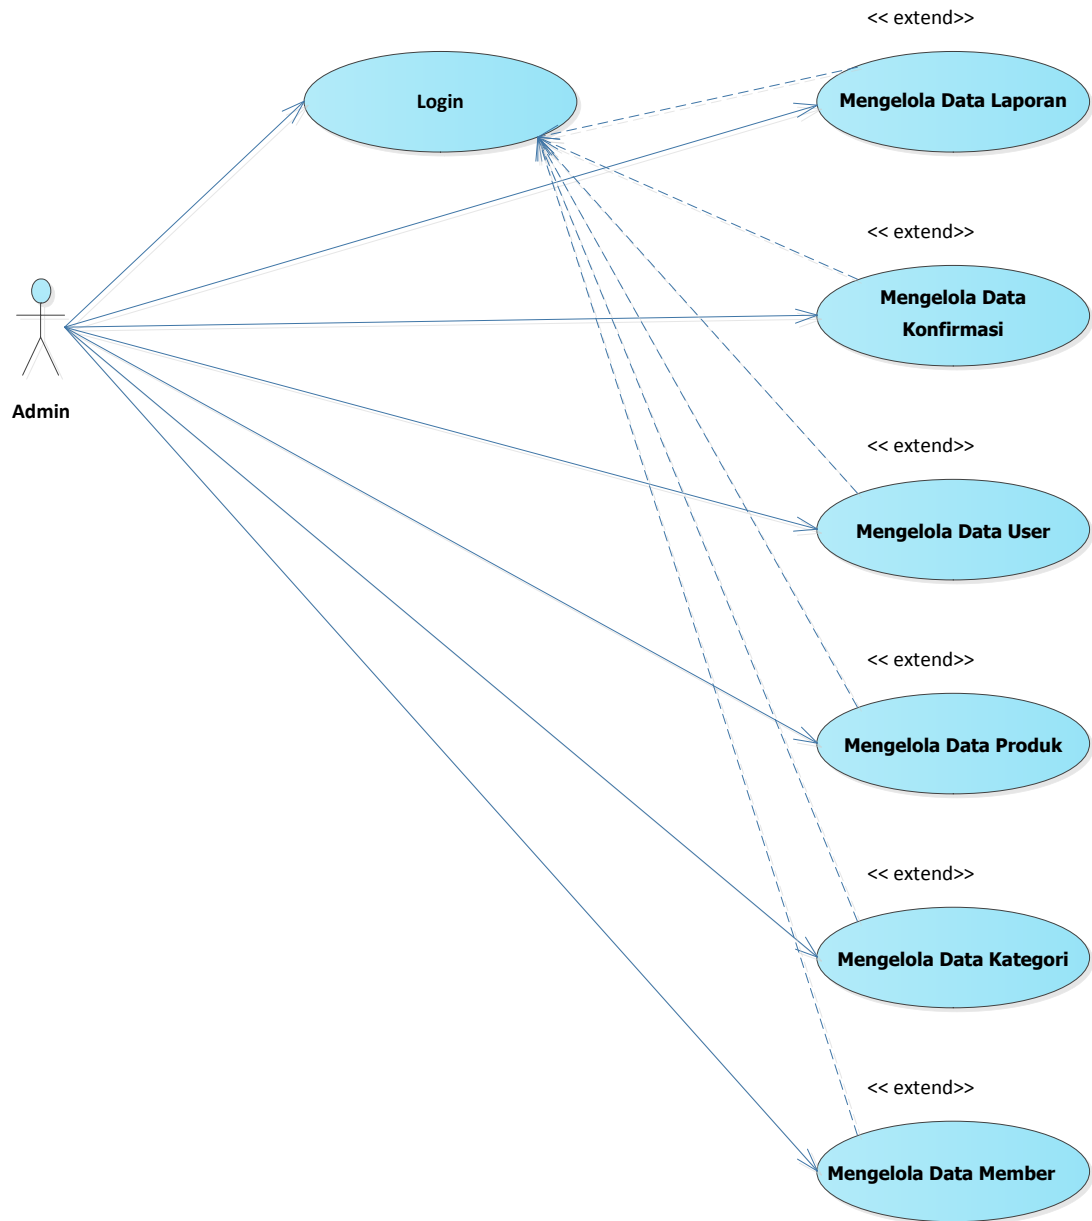 << extend>>
Login
Mengelola Data Laporan
<< extend>>
Mengelola Data
Konfirmasi
Admin
<< extend>>
Mengelola Data User
<< extend>>
Mengelola Data Produk
<< extend>>
Mengelola Data Kategori
<< extend>>
Mengelola Data Member